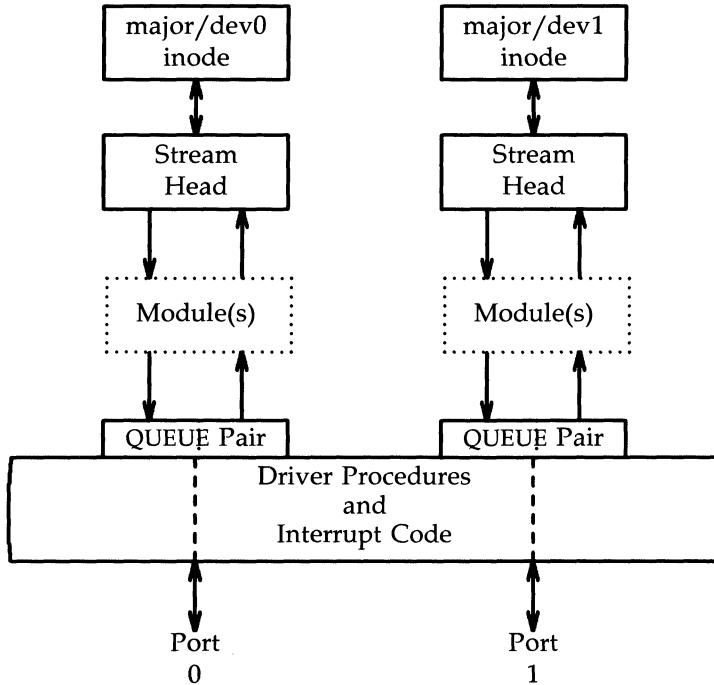 major/dev0
inode
major/dev1
inode
Stream
Head
Stream
Head
Module(s)
Module(s)
QUEUE Pair
QUEUE Pair
Driver Procedures
and
Interrupt Code
Port
0
Port
1